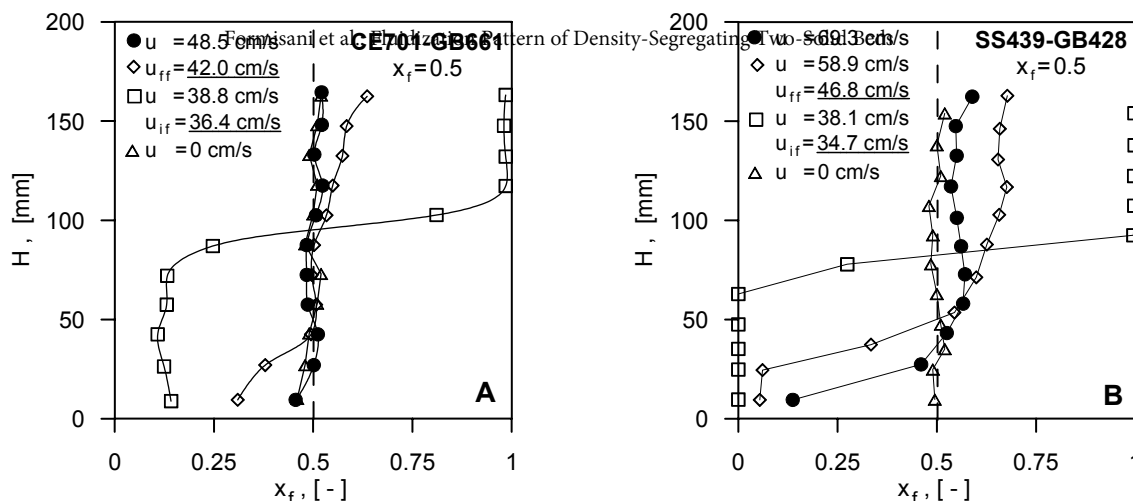 Formisani et al.: Fluidization Pattern of Density-Segregating Two-Solid Beds
200
150
100
50
0
H , [mm]
CE701-GB661
x_f=0.5
u =48.5 cm/s
u_ff=42.0 cm/s
u =38.8 cm/s
u_if=36.4 cm/s
u =0 cm/s
A
0 0.25 0.5 0.75 1
x_f , [ - ]
200
150
100
50
0
H , [mm]
SS439-GB428
x_f=0.5
u =69.3 cm/s
u =58.9 cm/s
u_ff=46.8 cm/s
u =38.1 cm/s
u_if=34.7 cm/s
u =0 cm/s
B
0 0.25 0.5 0.75 1
x_f , [ - ]